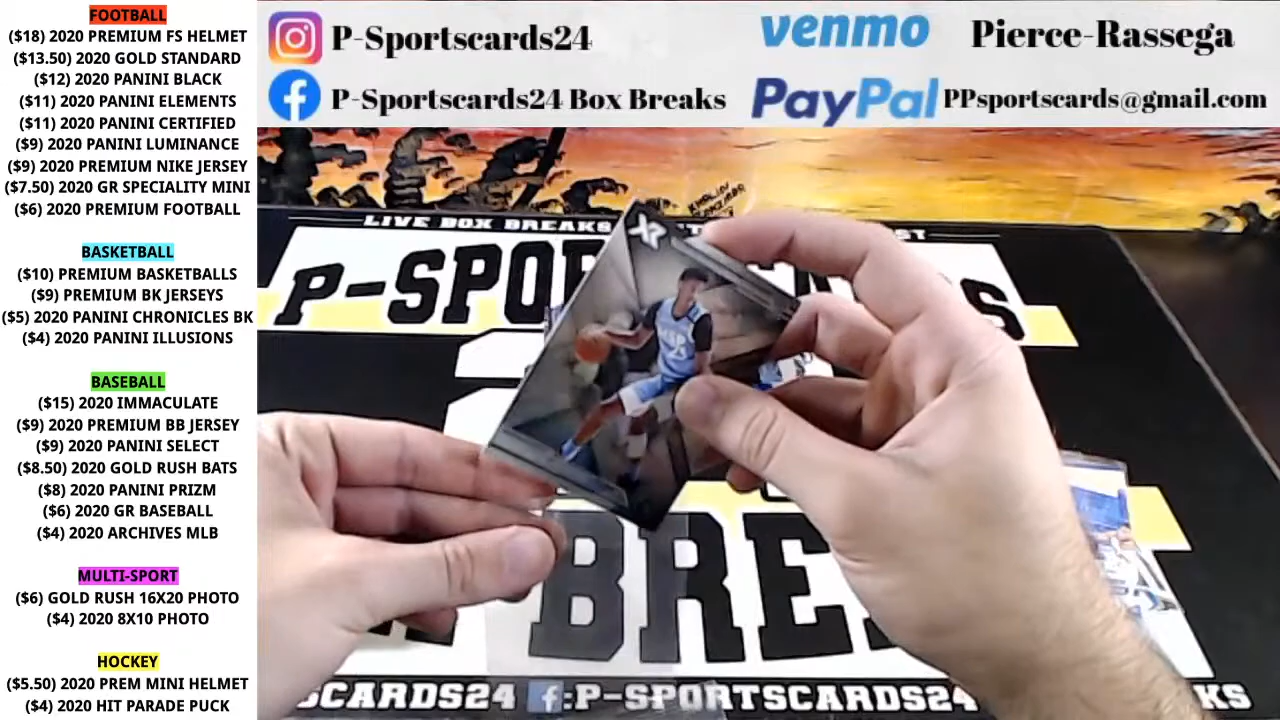 FOOTBALL
($18) 2020 PREMIUM FS HELMET
($13.50) 2020 GOLD STANDARD
($12) 2020 PANINI BLACK
($11) 2020 PANINI ELEMENTS
($11) 2020 PANINI CERTIFIED
($9) 2020 PANINI LUMINANCE
($9) 2020 PREMIUM NIKE JERSEY
($7.50) 2020 GR SPECIALITY MINI
($6) 2020 PREMIUM FOOTBALL
BASKETBALL
($10) PREMIUM BASKETBALLS
($9) PREMIUM BK JERSEYS
($5) 2020 PANINI CHRONICLES BK
($4) 2020 PANINI ILLUSIONS
BASEBALL
($15) 2020 IMMACULATE
($9) 2020 PREMIUM BB JERSEY
($9) 2020 PANINI SELECT
($8.50) 2020 GOLD RUSH BATS
($8) 2020 PANINI PRIZM
($6) 2020 GR BASEBALL
($4) 2020 ARCHIVES MLB
MULTI-SPORT
($6) GOLD RUSH 16X20 PHOTO
($4) 2020 8X10 PHOTO
HOCKEY
($5.50) 2020 PREM MINI HELMET
($4) 2020 HIT PARADE PUCK
P-Sportscards24
venmo Pierce-Rassega
P-Sportscards24 Box Breaks
PayPal PPsportscards@gmail.com
LIVE BOX BREAKS
P-SPO
S
BRE
SCARDS24 f:P-SPORTSCARDS24
KS